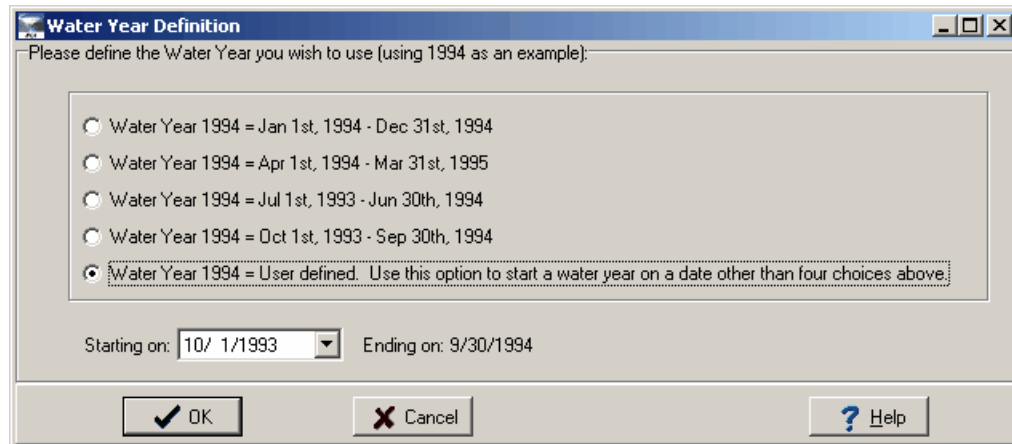 Water Year Definition
Please define the Water Year you wish to use (using 1994 as an example):
Water Year 1994 = Jan 1st, 1994 - Dec 31st, 1994
Water Year 1994 = Apr 1st, 1994 - Mar 31st, 1995
Water Year 1994 = Jul 1st, 1993 - Jun 30th, 1994
Water Year 1994 = Oct 1st, 1993 - Sep 30th, 1994
Water Year 1994 = User defined.  Use this option to start a water year on a date other than four choices above.
Starting on: 10/ 1/1993 Ending on: 9/30/1994
OK Cancel Help